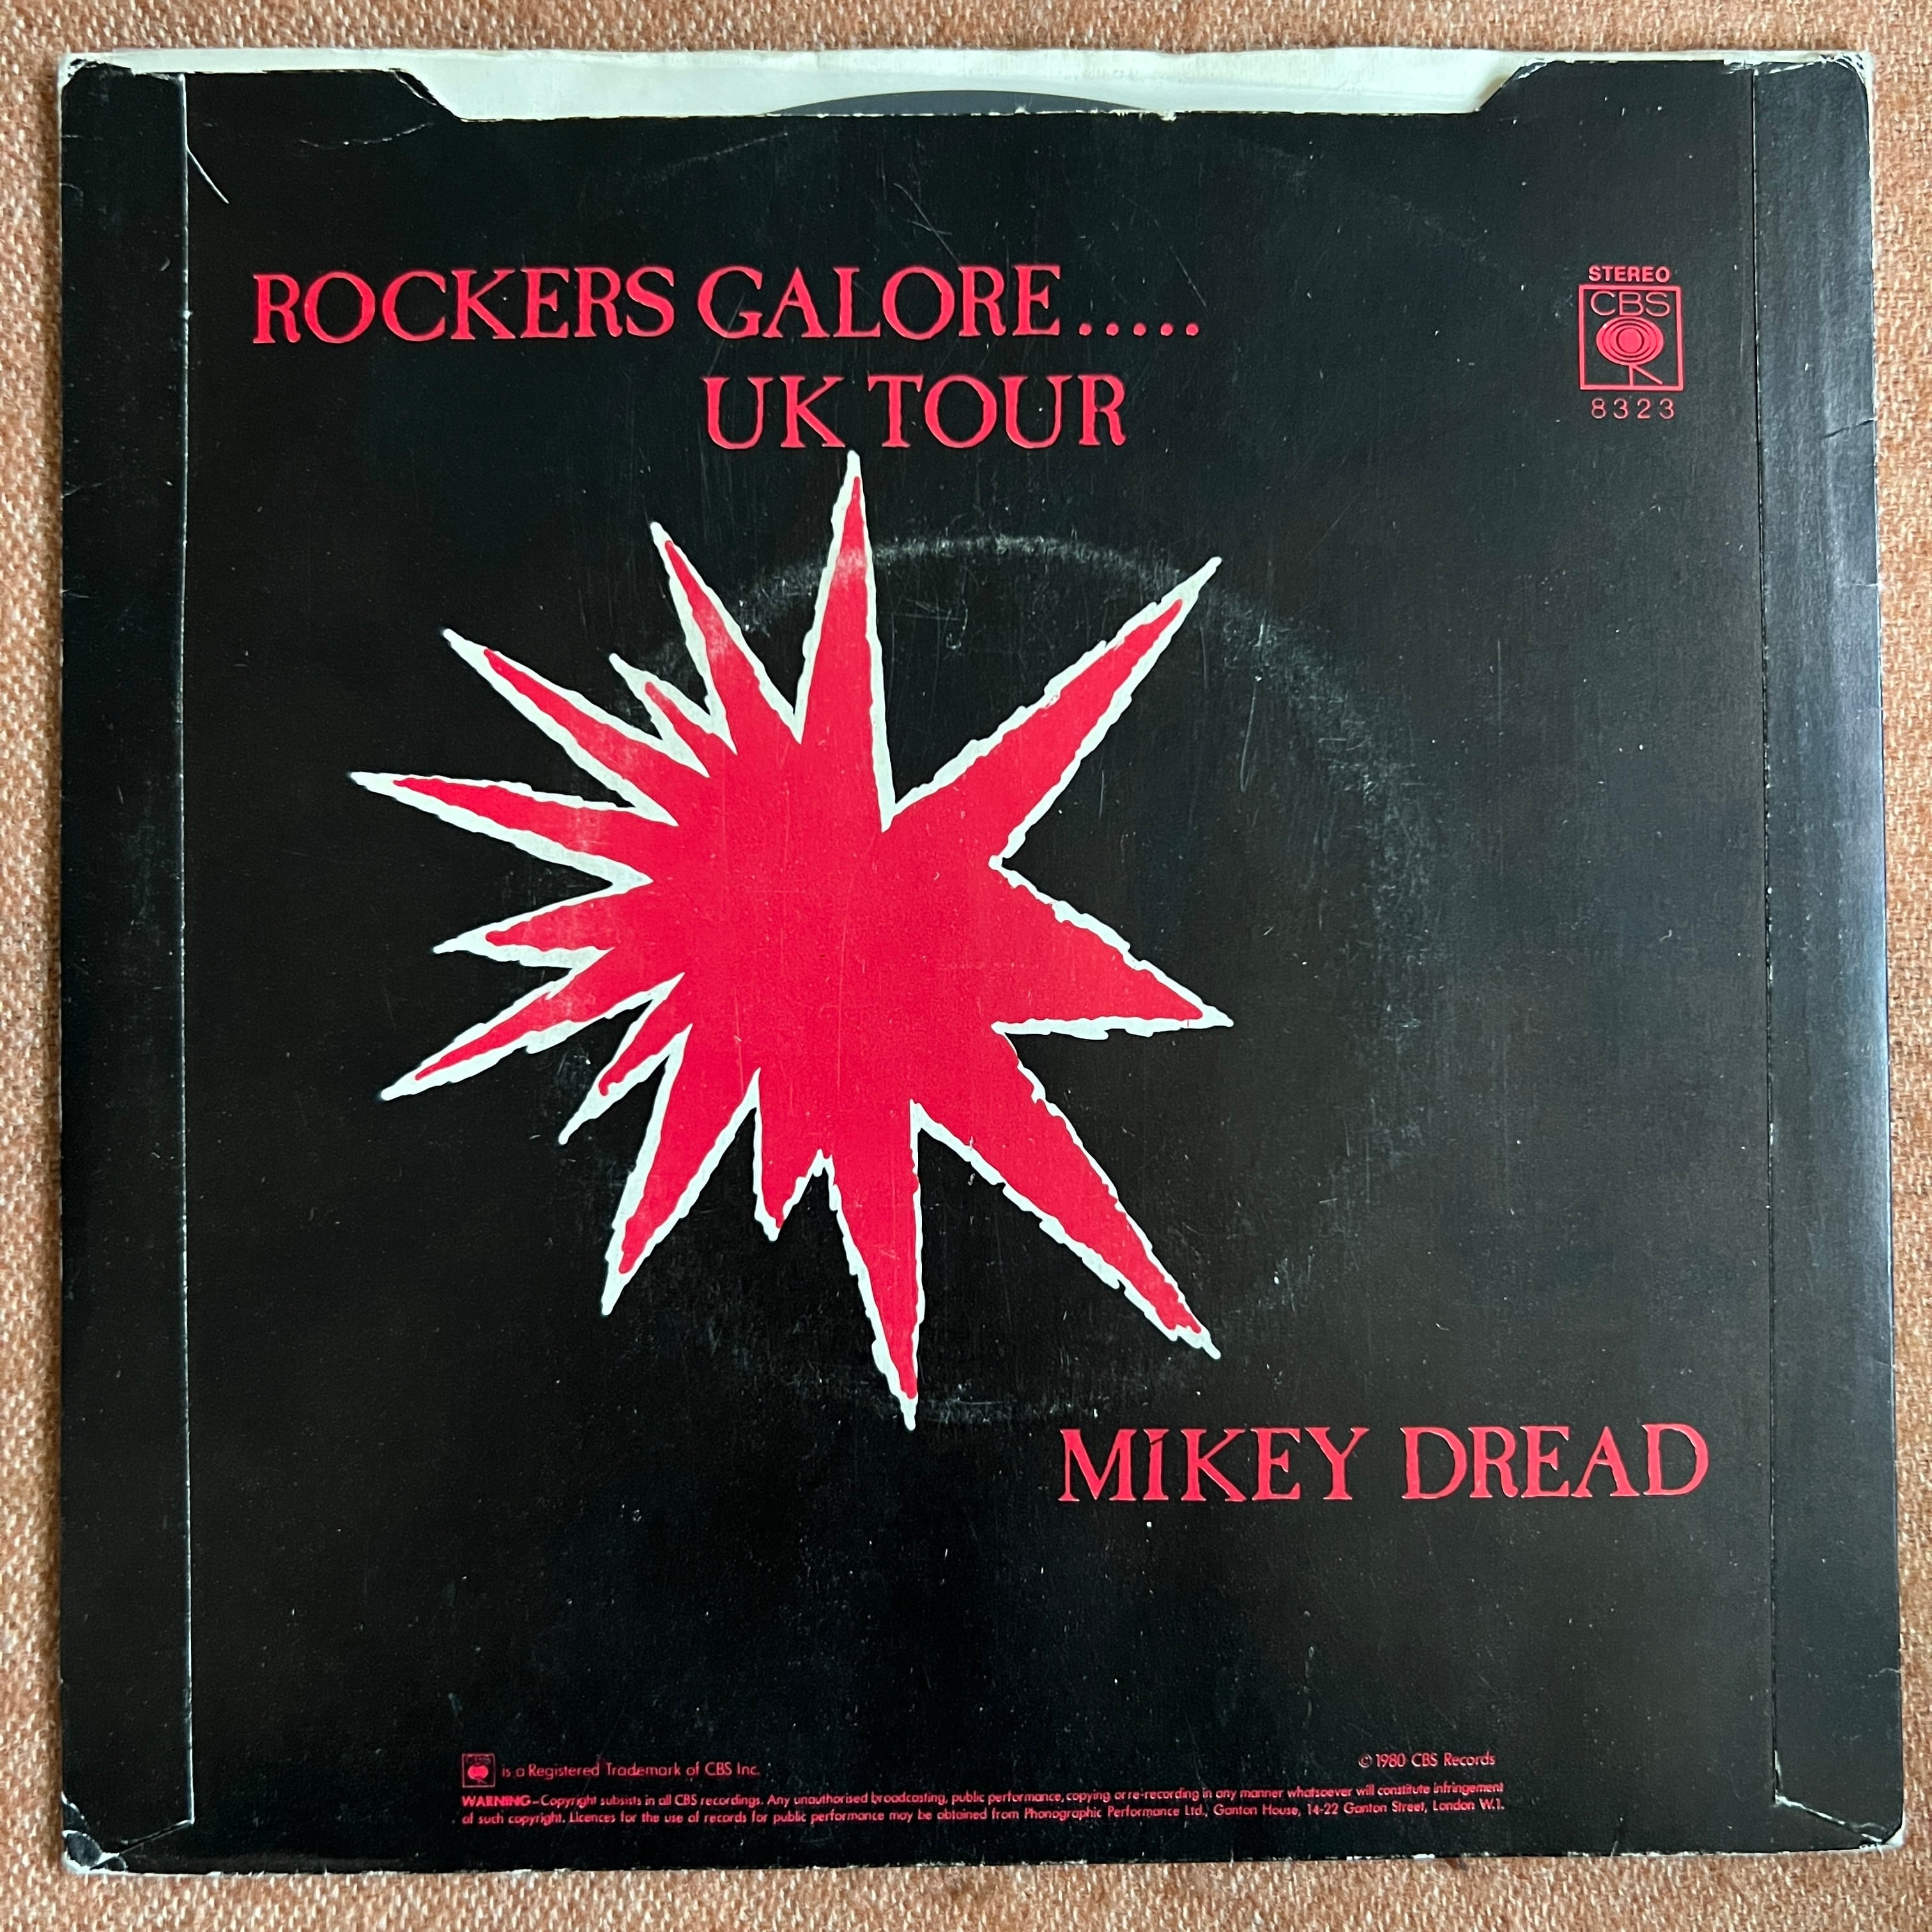 ROCKERS GALORE.....
UK TOUR
STEREO
CBS
8323
MIKEY DREAD
CBS is a Registered Trademark of CBS Inc.
© 1980 CBS Records
WARNING–Copyright subsists in all CBS recordings. Any unauthorised broadcasting, public performance, copying or re-recording in any manner whatsoever will constitute infringement
of such copyright. Licences for the use of records for public performance may be obtained from Phonographic Performance Ltd., Ganton House, 14-22 Ganton Street, London W.1.